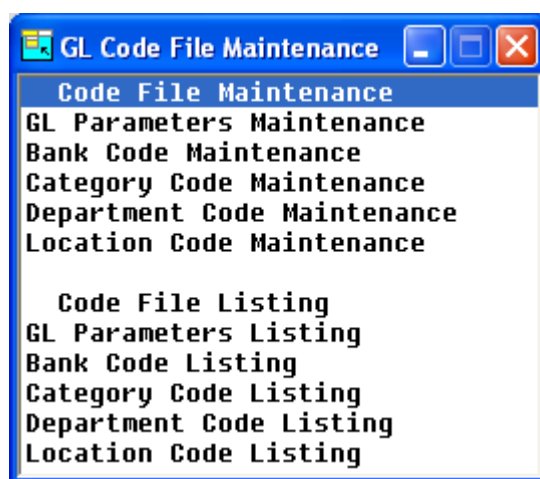 GL Code File Maintenance
Code File Maintenance
GL Parameters Maintenance
Bank Code Maintenance
Category Code Maintenance
Department Code Maintenance
Location Code Maintenance
Code File Listing
GL Parameters Listing
Bank Code Listing
Category Code Listing
Department Code Listing
Location Code Listing